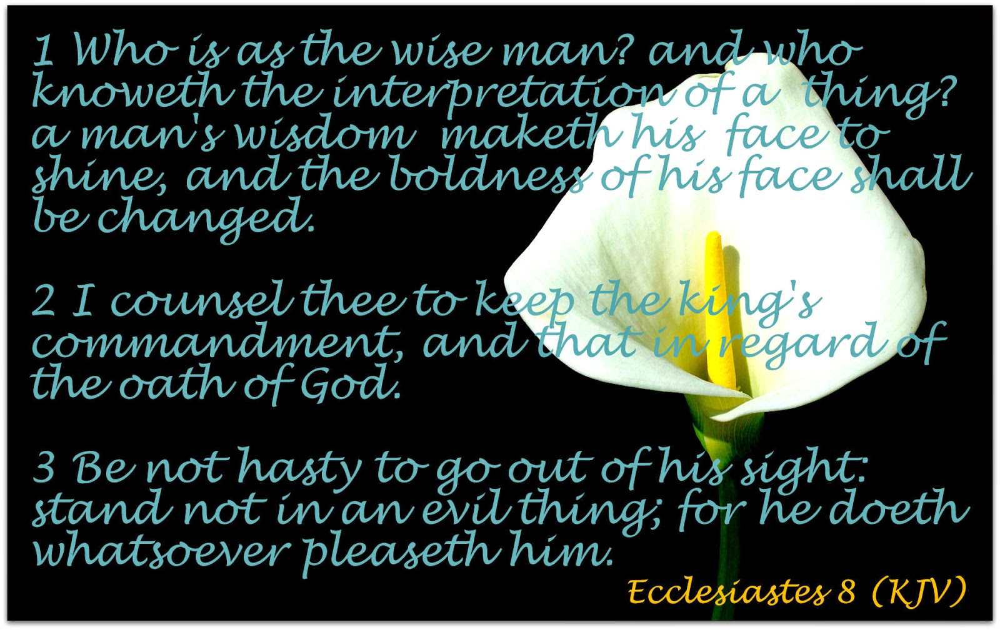 1 Who is as the wise man? and who
knoweth the interpretation of a thing?
a man's wisdom maketh his face to
shine, and the boldness of his face shall
be changed.
2 I counsel thee to keep the king's
commandment, and that in regard of
the oath of God.
3 Be not hasty to go out of his sight:
stand not in an evil thing; for he doeth
whatsoever pleaseth him.
Ecclesiastes 8 (KJV)